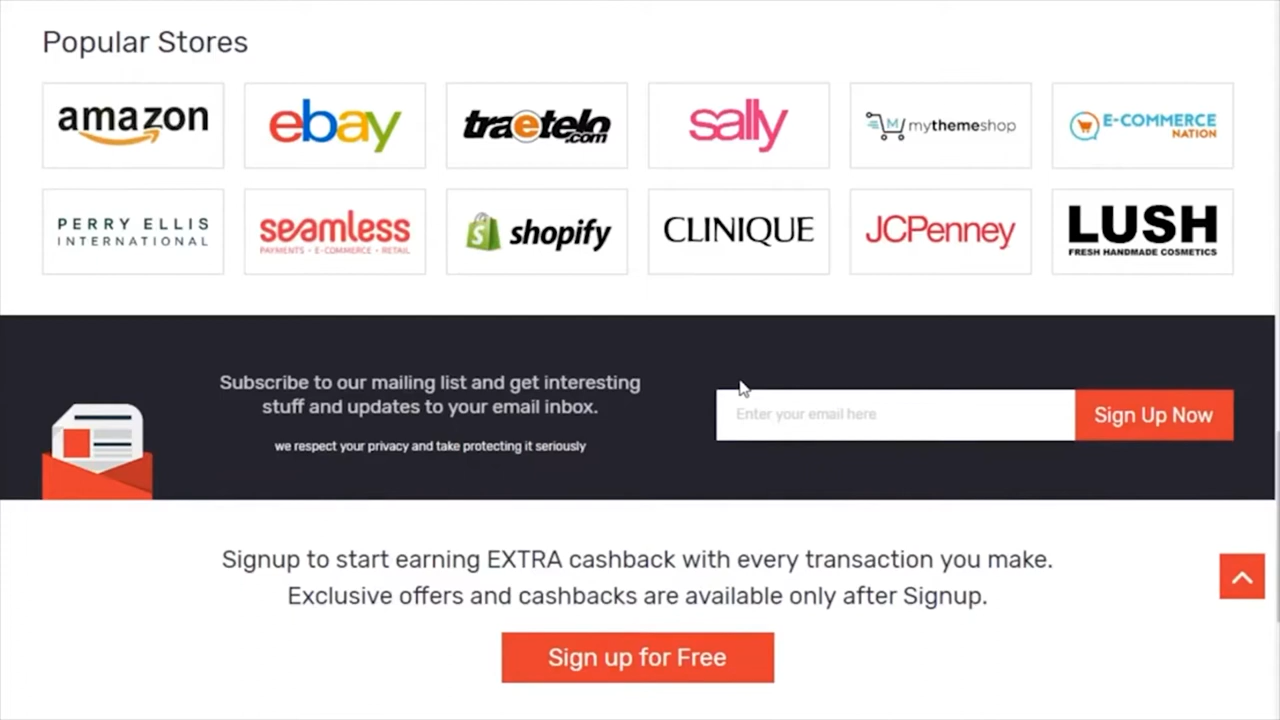 Popular Stores
amazon
ebay
traetelo.com
sally
mythemeshop
E-COMMERCE
NATION
PERRY ELLIS
INTERNATIONAL
seamless
PAYMENTS - E-COMMERCE - RETAIL
shopify
CLINIQUE
JCPenney
LUSH
FRESH HANDMADE COSMETICS
Subscribe to our mailing list and get interesting
stuff and updates to your email inbox.
we respect your privacy and take protecting it seriously
Enter your email here
Sign Up Now
Signup to start earning EXTRA cashback with every transaction you make.
Exclusive offers and cashbacks are available only after Signup.
Sign up for Free